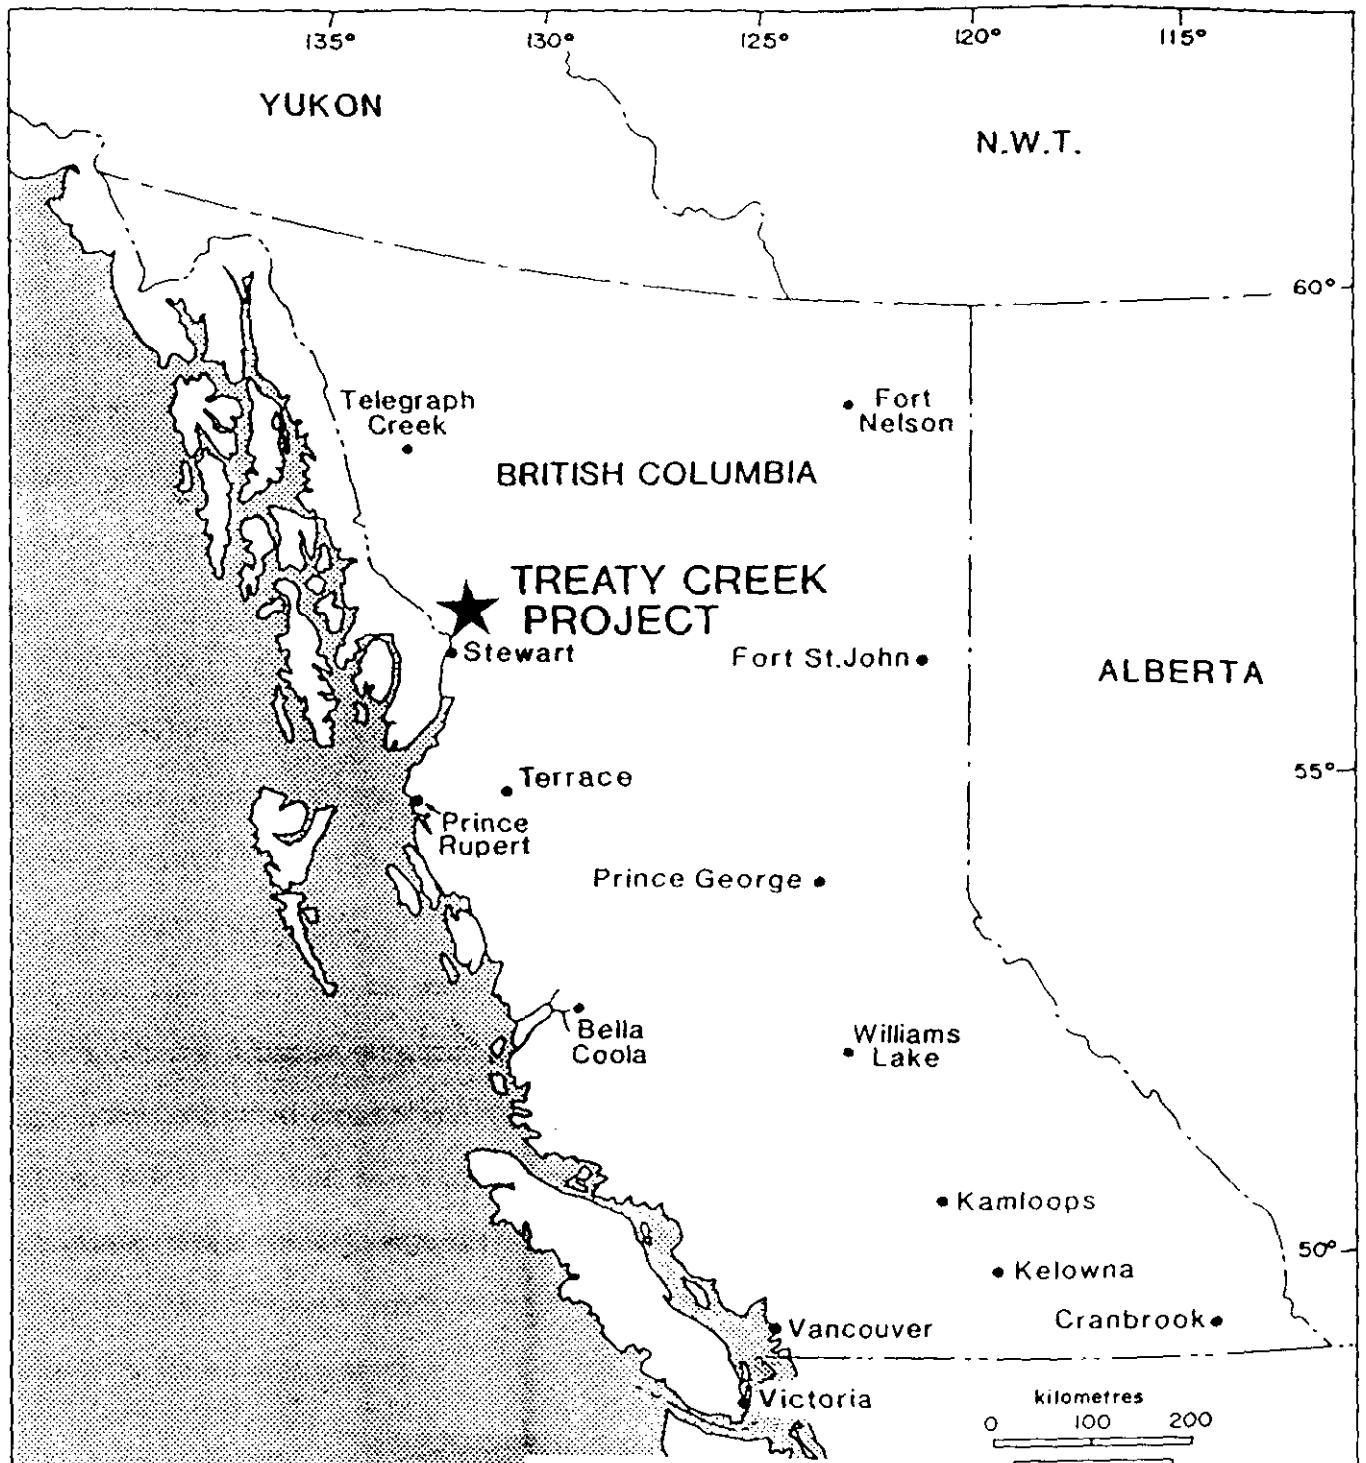 135° 130° 125° 120° 115°
YUKON
N.W.T.
60°
Telegraph
Creek
Fort
Nelson
BRITISH COLUMBIA
TREATY CREEK
PROJECT
Stewart
Fort St.John
ALBERTA
55°
Terrace
Prince
Rupert
Prince George
Bella
Coola
Williams
Lake
Kamloops
50°
Kelowna
Cranbrook
Vancouver
Victoria
kilometres
0 100 200